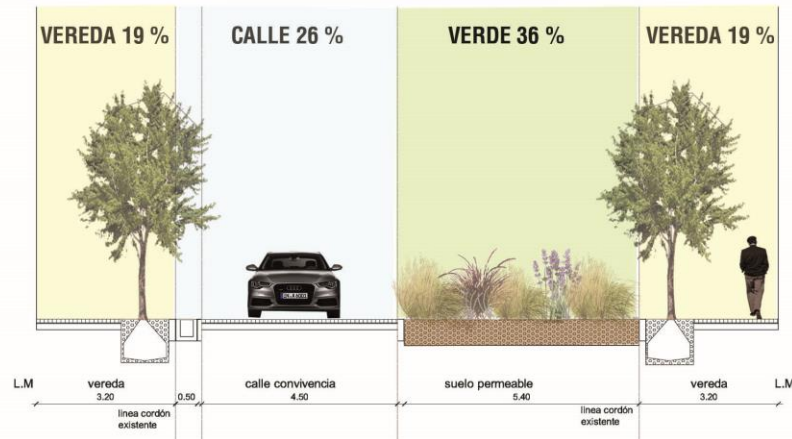 VEREDA 19 %
CALLE 26 %
VERDE 36 %
VEREDA 19 %
L.M
vereda
calle convivencia
suelo permeable
vereda
L.M
3.20
0.50
4.50
5.40
3.20
linea cordón
existente
linea cordón
existente